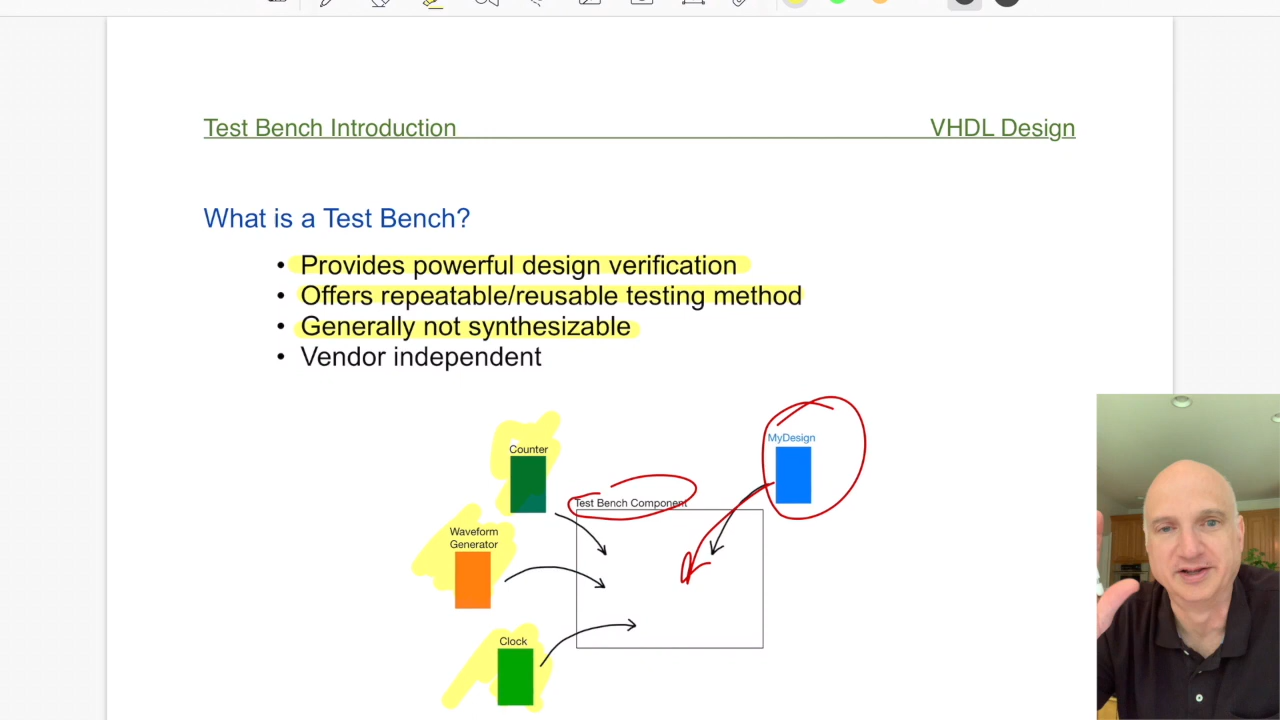 Test Bench Introduction VHDL Design
What is a Test Bench?
• Provides powerful design verification
• Offers repeatable/reusable testing method
• Generally not synthesizable
• Vendor independent
MyDesign
Counter
Test Bench Component
Waveform
Generator
Clock